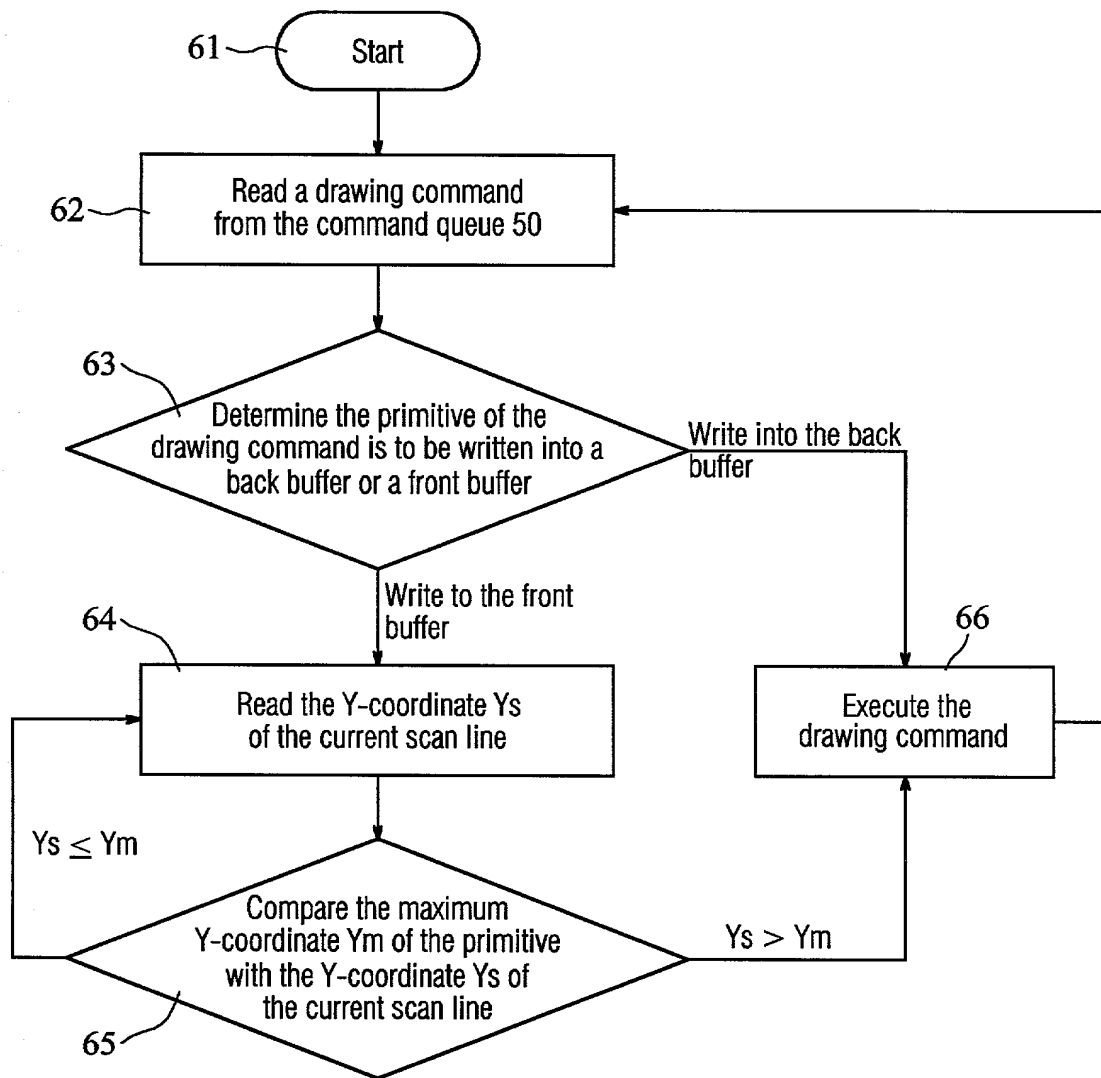 61
Start
62
Read a drawing command
from the command queue 50
63
Determine the primitive of the
drawing command is to be written into a
back buffer or a front buffer
Write into the back
buffer
Write to the front
buffer
64
Read the Y-coordinate Ys
of the current scan line
66
Execute the
drawing command
Ys ≤ Ym
65
Compare the maximum
Y-coordinate Ym of the primitive
with the Y-coordinate Ys of
the current scan line
Ys > Ym